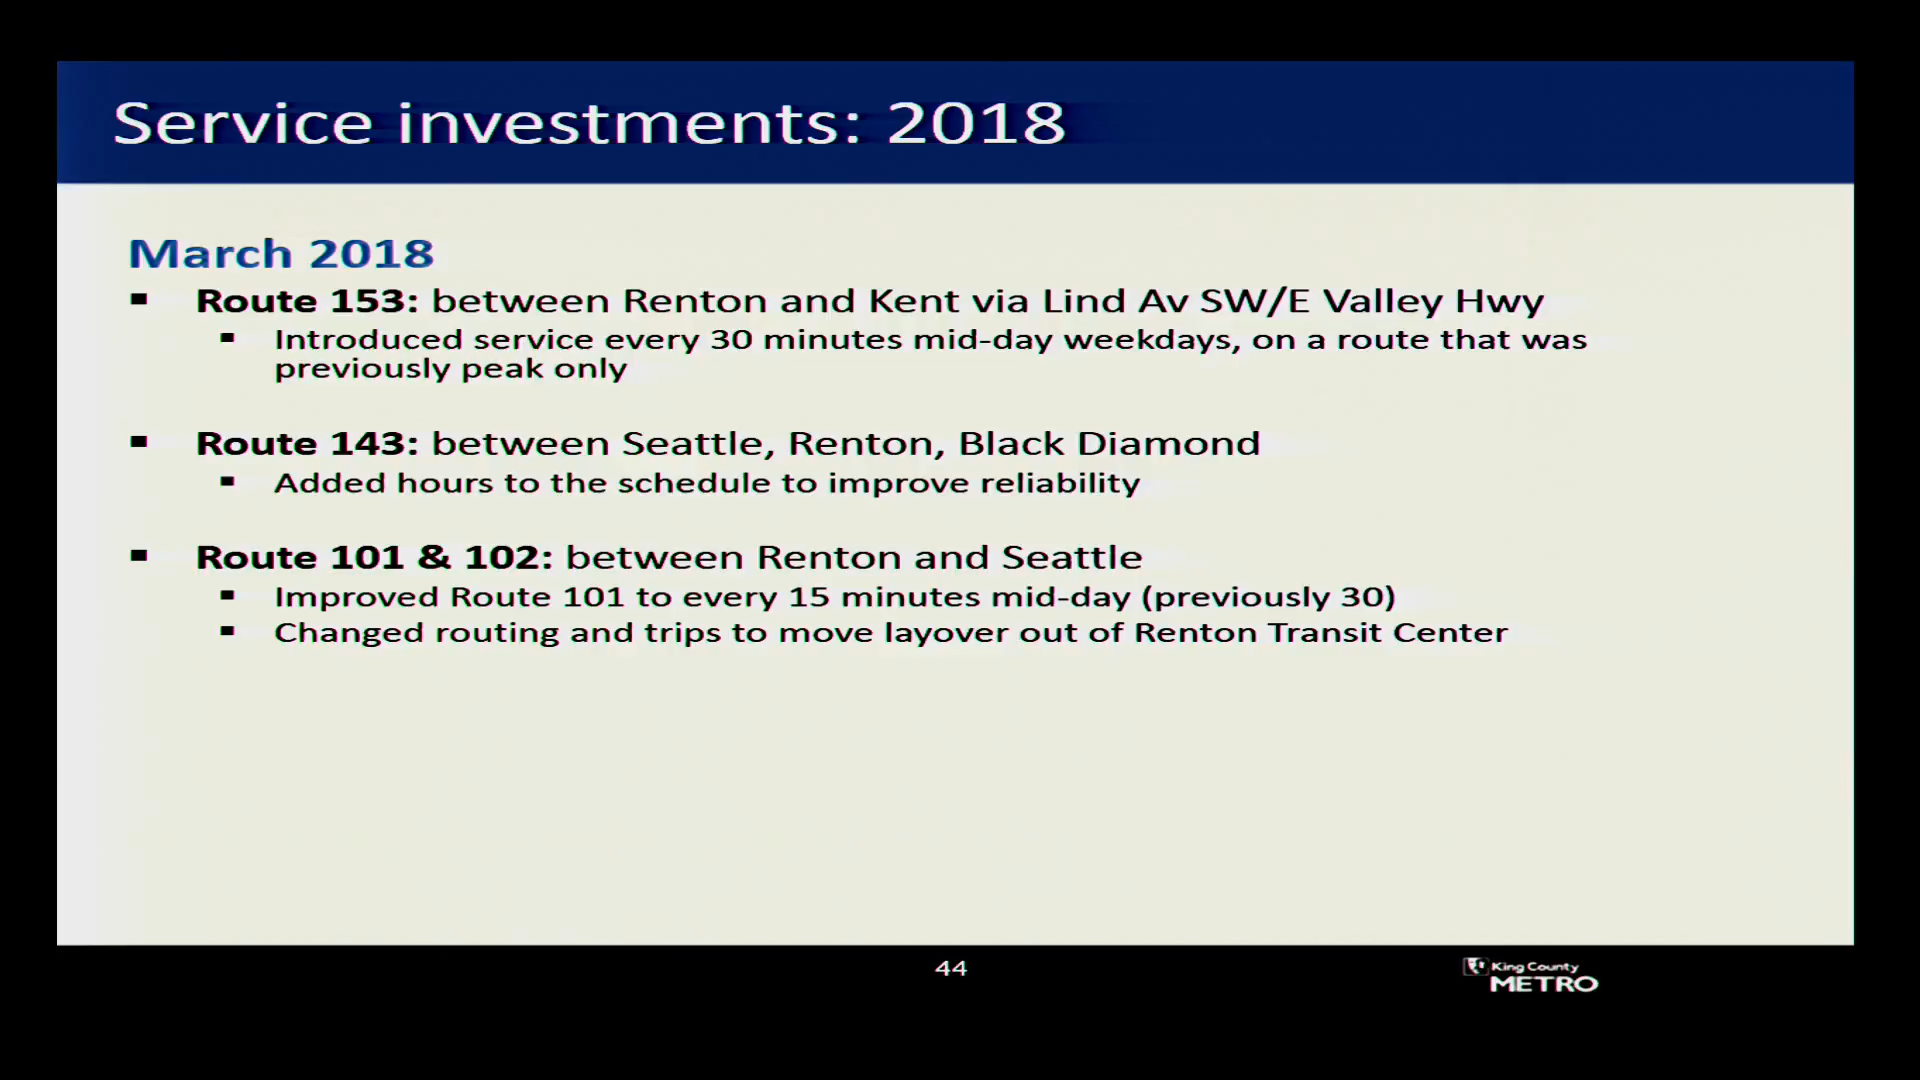 Service investments: 2018
March 2018
▪ Route 153: between Renton and Kent via Lind Av SW/E Valley Hwy
▪ Introduced service every 30 minutes mid-day weekdays, on a route that was
previously peak only
▪ Route 143: between Seattle, Renton, Black Diamond
▪ Added hours to the schedule to improve reliability
▪ Route 101 & 102: between Renton and Seattle
▪ Improved Route 101 to every 15 minutes mid-day (previously 30)
▪ Changed routing and trips to move layover out of Renton Transit Center
44
King County
METRO